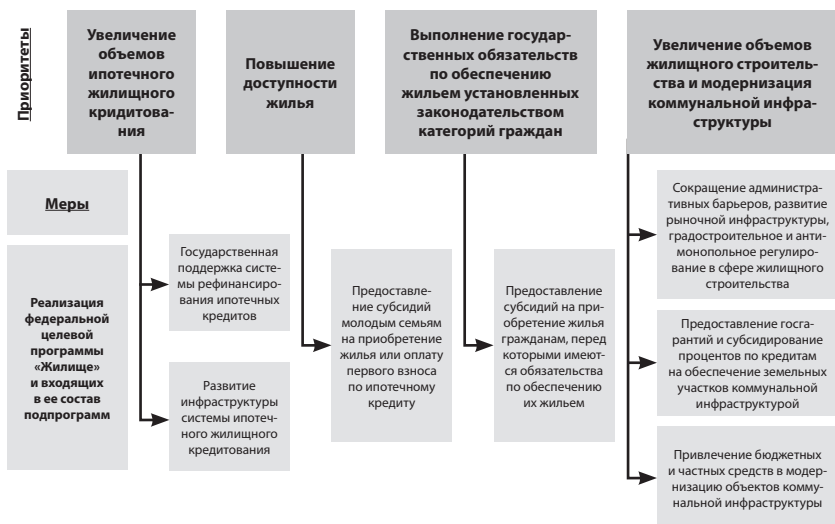 Приоритеты
Увеличение
объемов
ипотечного
жилищного
кридитова-
ния
Повышение
доступности
жилья
Выполнение государ-
ственных обязательств
по обеспечению
жильем установленных
законодательством
категорий граждан
Увеличение объемов
жилищного строитель-
ства и модернизация
коммунальной инфра-
структуры
Меры
Реализация
федеральной
целевой
программы
«Жилище»
и входящих
в ее состав
подпрограмм
Государственная
поддержка систе-
мы рефинансиро-
вания ипотечных
кредитов
Развитие
инфраструктуры
системы ипотеч-
ного жилищного
кредитования
Предоставле-
ние субсидий
молодым семьям
на приобретение
жилья или оплату
первого взноса
по ипотечному
кредиту
Предоставление
субсидий на при-
обретение жилья
гражданам, перед
которыми имеют-
ся обязательства
по обеспечению
их жильем
Сокращение администра-
тивных барьеров, развитие
рыночной инфраструктуры,
градостроительное и анти-
монопольное регулиро-
вание в сфере жилищного
строительства
Предоставление госга-
рантий и субсидирование
процентов по кредитам
на обеспечение земельных
участков коммунальной
инфраструктурой
Привлечение бюджетных
и частных средств в модер-
низацию объектов комму-
нальной инфраструктуры